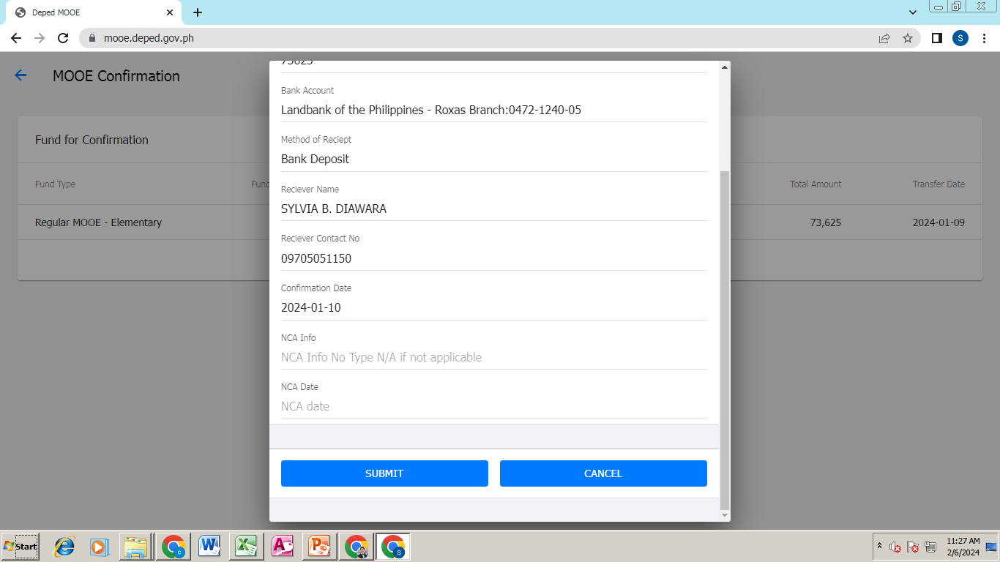 Deped MOOE
mooe.deped.gov.ph
S
MOOE Confirmation
Fund for Confirmation
Fund Type
Total Amount
Transfer Date
Regular MOOE - Elementary
73,625
2024-01-09
73625
Bank Account
Landbank of the Philippines - Roxas Branch:0472-1240-05
Method of Reciept
Bank Deposit
Reciever Name
SYLVIA B. DIAWARA
Reciever Contact No
09705051150
Confirmation Date
2024-01-10
NCA Info
NCA Info No Type N/A if not applicable
NCA Date
NCA date
SUBMIT
CANCEL
Start
11:27 AM
2/6/2024